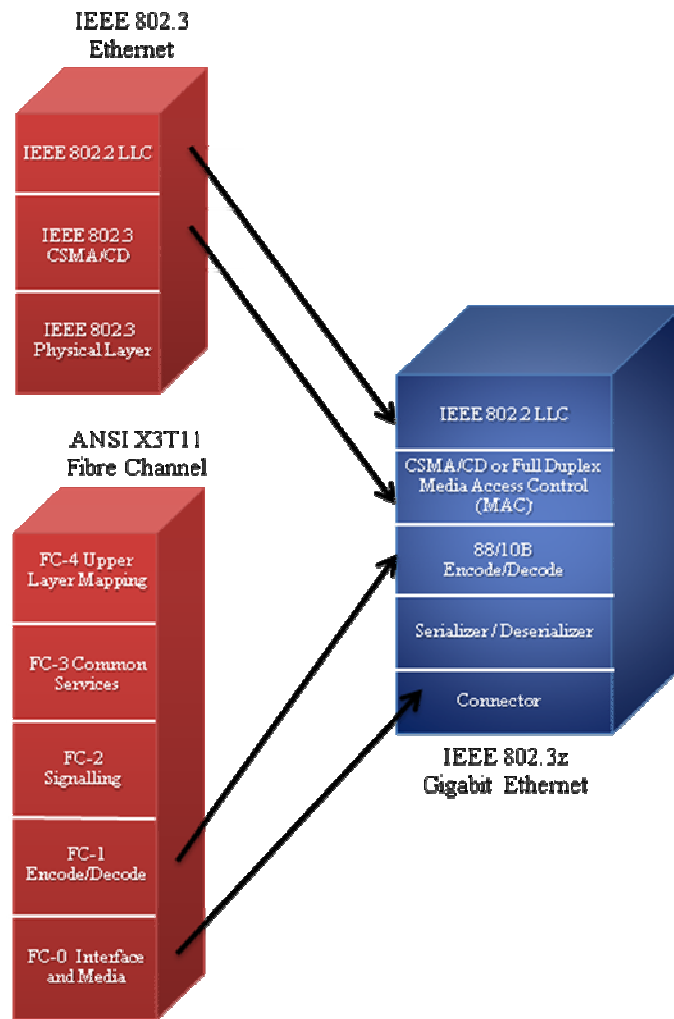 IEEE 802.3
Ethernet
IEEE 802.2 LLC
IEEE 802.3
CSMA/CD
IEEE 802.3
Physical Layer
ANSI X3T11
Fibre Channel
FC-4 Upper
Layer Mapping
FC-3 Common
Services
FC-2
Signalling
FC-1
Encode/Decode
FC-0 Interface
and Media
IEEE 802.2 LLC
CSMA/CD or Full Duplex
Media Access Control
(MAC)
88/10B
Encode/Decode
Serializer / Deserializer
Connector
IEEE 802.3z
Gigabit Ethernet